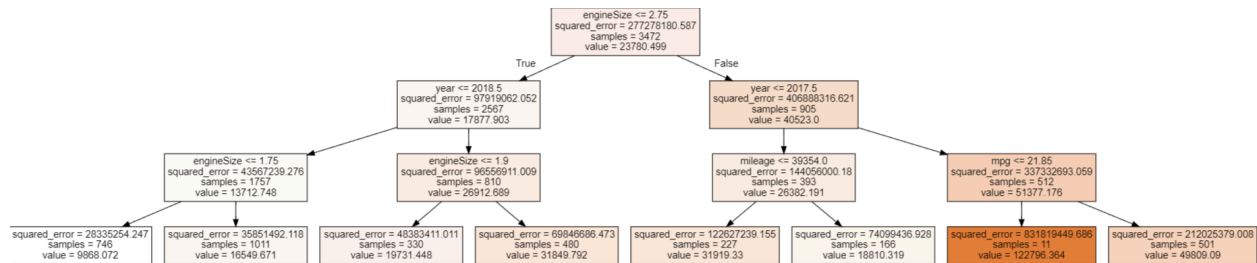 engineSize <= 2.75
squared_error = 277278180.587
samples = 3472
value = 23780.499
True
False
year <= 2018.5
squared_error = 97919062.052
samples = 2567
value = 17877.903
year <= 2017.5
squared_error = 406888316.621
samples = 905
value = 40523.0
engineSize <= 1.75
squared_error = 43567239.276
samples = 1757
value = 13712.748
engineSize <= 1.9
squared_error = 96556911.009
samples = 810
value = 26912.689
mileage <= 39354.0
squared_error = 144056000.18
samples = 393
value = 26382.191
mpg <= 21.85
squared_error = 337332693.059
samples = 512
value = 51377.176
squared_error = 28335254.247
samples = 746
value = 9868.072
squared_error = 35851492.118
samples = 1011
value = 16549.671
squared_error = 48383411.011
samples = 330
value = 19731.448
squared_error = 69846686.473
samples = 480
value = 31849.792
squared_error = 122627239.155
samples = 227
value = 31919.33
squared_error = 74099436.928
samples = 166
value = 18810.319
squared_error = 831819449.686
samples = 11
value = 122796.364
squared_error = 212025379.008
samples = 501
value = 49809.09